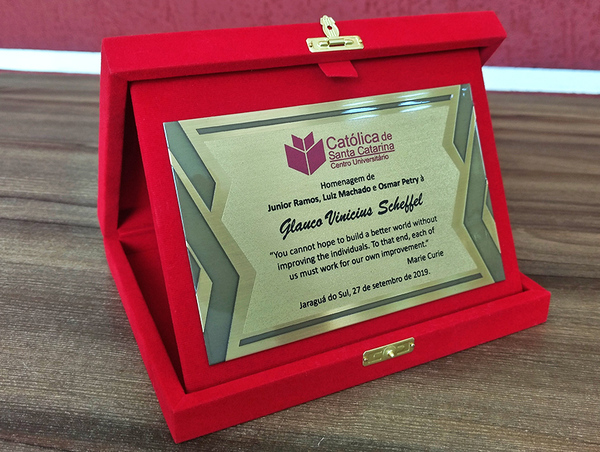 Católica de
Santa Catarina
Centro Universitário
Homenagem de
Junior Ramos, Luiz Machado e Osmar Petry à
Glauco Vinicius Scheffel
"You cannot hope to build a better world without
improving the individuals. To that end, each of
us must work for our own improvement."
Marie Curie
Jaraguá do Sul, 27 de setembro de 2019.